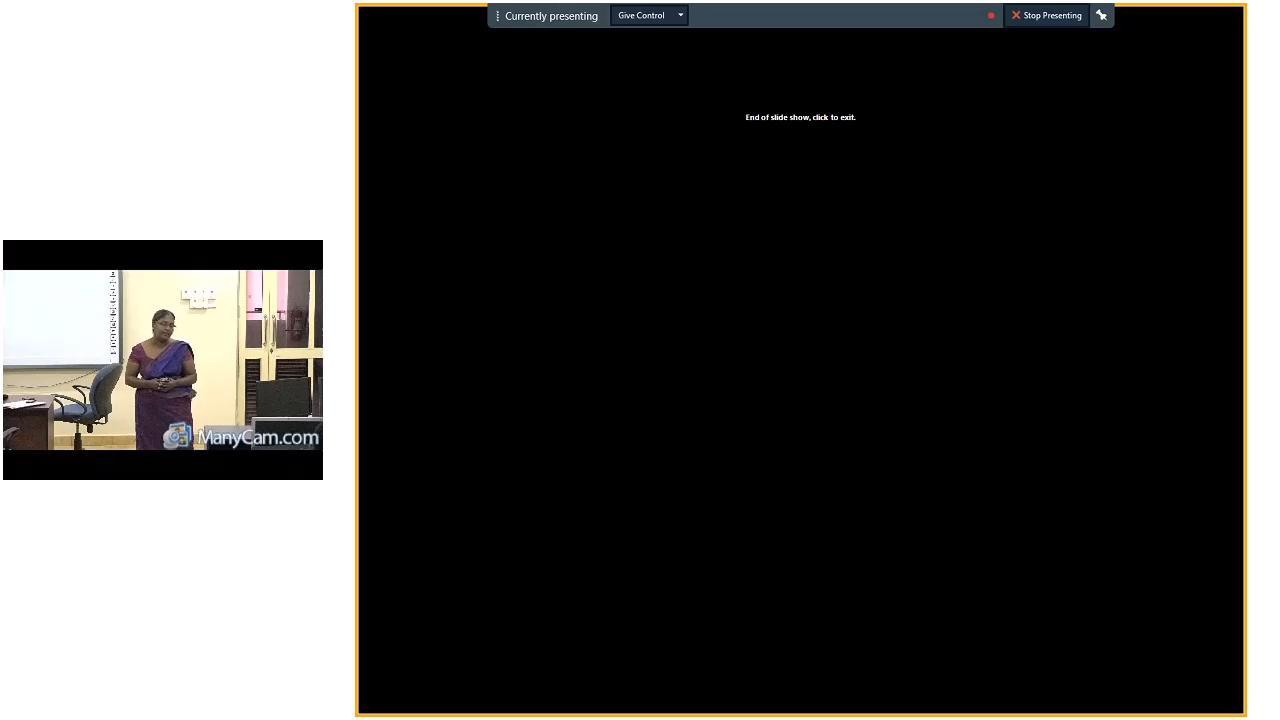 Currently presenting
Give Control
Stop Presenting
End of slide show, click to exit.
ManyCam.com